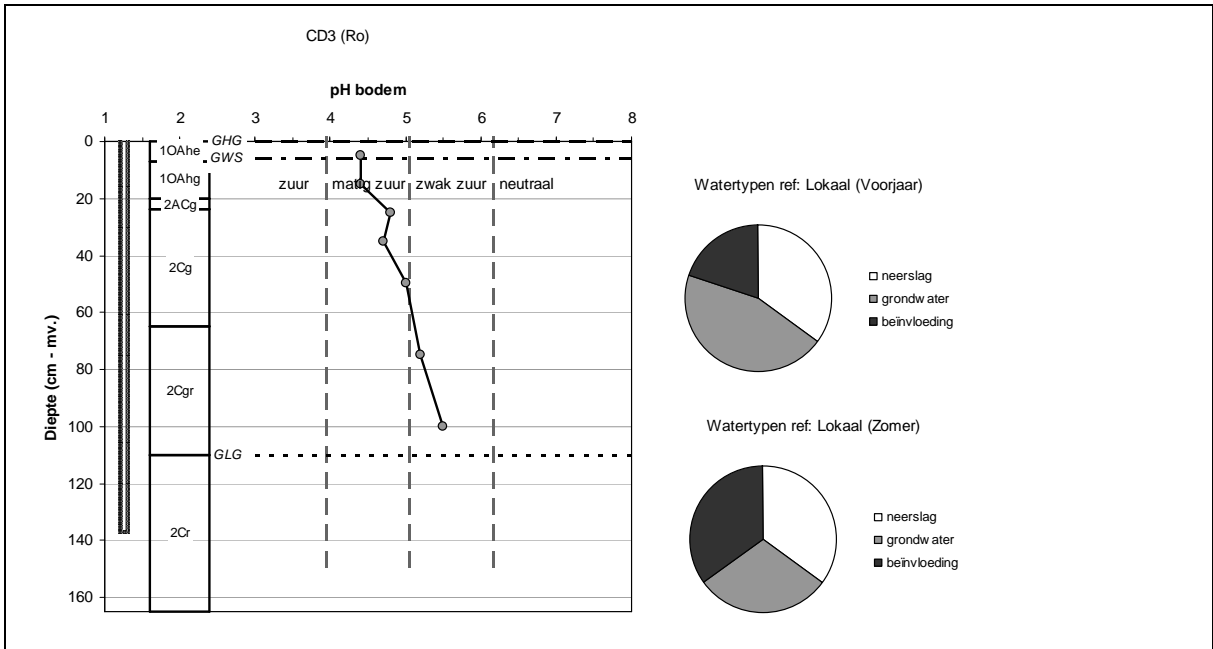 CD3 (Ro)
pH bodem
1 2 3 4 5 6 7 8
0
20
40
60
80
100
120
140
160
Diepte (cm - mv.)
1OAhe
1OAhg
2ACg
2Cg
2Cgr
2Cr
GHG
GWS
GLG
zuur matig zuur zwak zuur neutraal
Watertypen ref: Lokaal (Voorjaar)
neerslag
grondwater
beïnvloeding
Watertypen ref: Lokaal (Zomer)
neerslag
grondwater
beïnvloeding